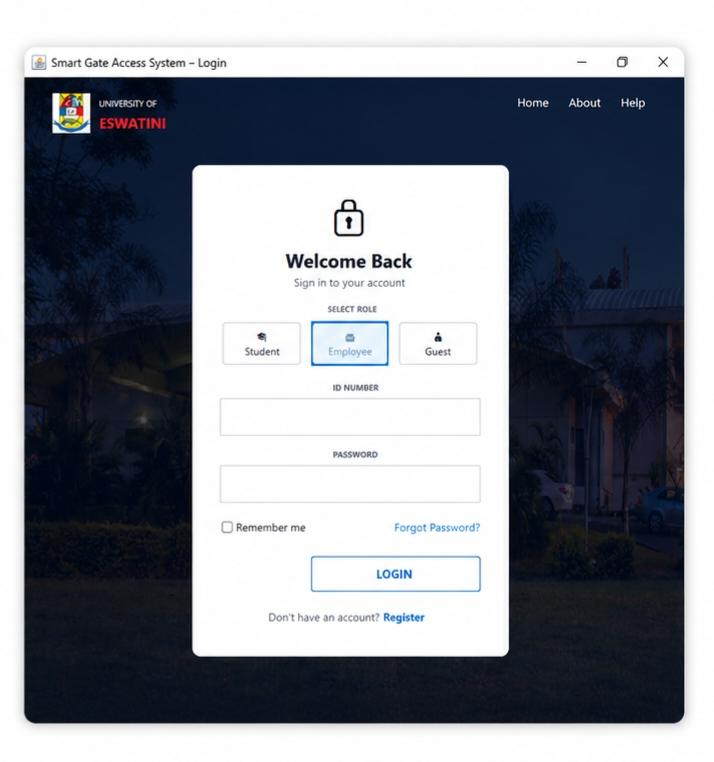 Smart Gate Access System – Login
UNIVERSITY OF
ESWATINI
Home About Help
Welcome Back
Sign in to your account
SELECT ROLE
Student Employee Guest
ID NUMBER
PASSWORD
Remember me Forgot Password?
LOGIN
Don't have an account? Register